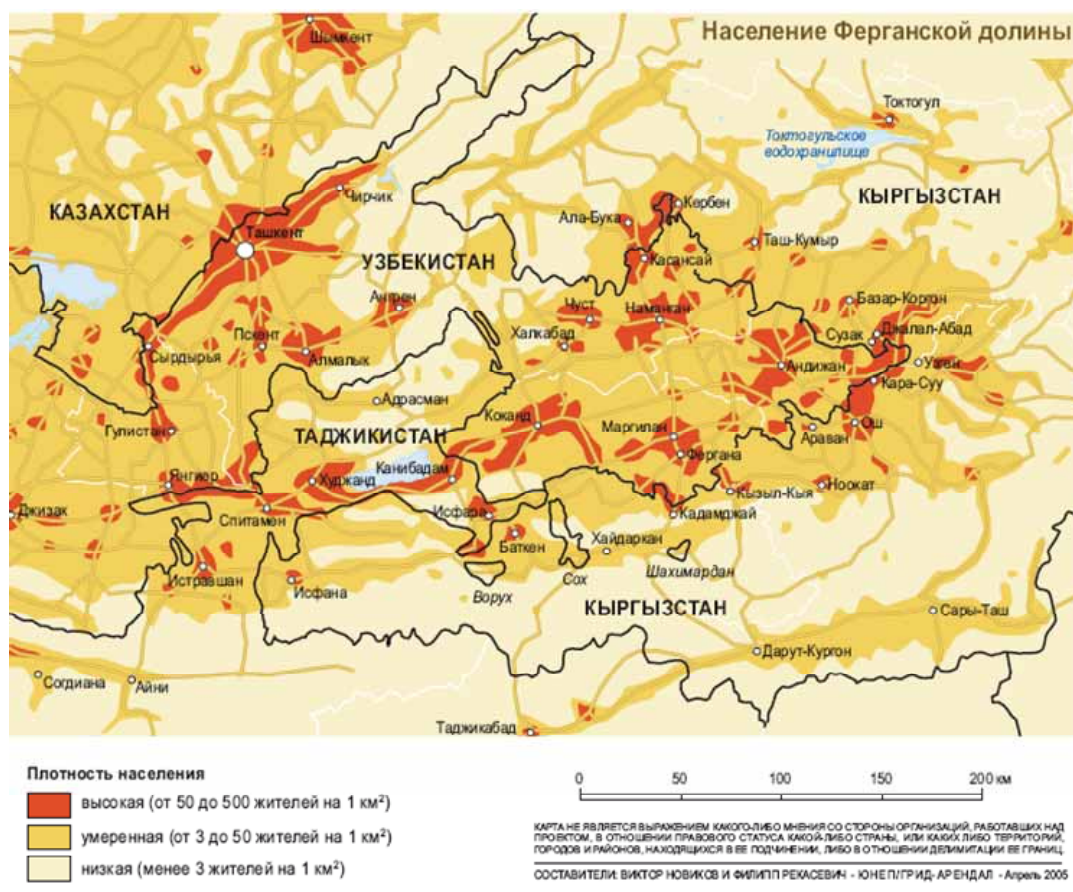 Население Ферганской долины
Шымкент
Токтогул
Токтогульское
водохранилище
КАЗАХСТАН
Чирчик
КЫРГЫЗСТАН
Кербен
Ала-Бука
Ташкент
Таш-Кумыр
УЗБЕКИСТАН
Касансай
Ангрен
Чуст
Наманган
Базар-Коргон
Пскент
Халкабад
Сузак
Джалал-Абад
Сырдырья
Алмалык
Андижан
Узген
Кара-Суу
Адрасман
Коканд
Маргилан
Араван
Ош
Гулистан
ТАДЖИКИСТАН
Фергана
Янгиер
Худжанд
Канибадам
Кызыл-Кыя
Ноокат
Джизак
Спитамен
Исфара
Кадамджай
Баткен
Хайдаркан
Истравшан
Исфана
Ворух
Сох
Шахимардан
КЫРГЫЗСТАН
Сары-Таш
Дарут-Кургон
Согдиана
Айни
Таджикабад
Плотность населения
высокая (от 50 до 500 жителей на 1 км²)
умеренная (от 3 до 50 жителей на 1 км²)
низкая (менее 3 жителей на 1 км²)
0 50 100 150 200 км
КАРТА НЕ ЯВЛЯЕТСЯ ВЫРАЖЕНИЕМ КАКОГО-ЛИБО МНЕНИЯ СО СТОРОНЫ ОРГАНИЗАЦИЙ, РАБОТАВШИХ НАД
ПРОЕКТОМ, В ОТНОШЕНИИ ПРАВОВОГО СТАТУСА КАКОЙ-ЛИБО СТРАНЫ, ИЛИ КАКИХ ЛИБО ТЕРРИТОРИЙ,
ГОРОДОВ И РАЙОНОВ, НАХОДЯЩИХСЯ В ЕЕ ПОДЧИНЕНИИ, ЛИБО В ОТНОШЕНИИ ДЕЛИМИТАЦИИ ЕЕ ГРАНИЦ.
СОСТАВИТЕЛИ: ВИКТОР НОВИКОВ И ФИЛИПП РЕКАСЕВИЧ - ЮНЕП/ГРИД-АРЕНДАЛ - Апрель 2005